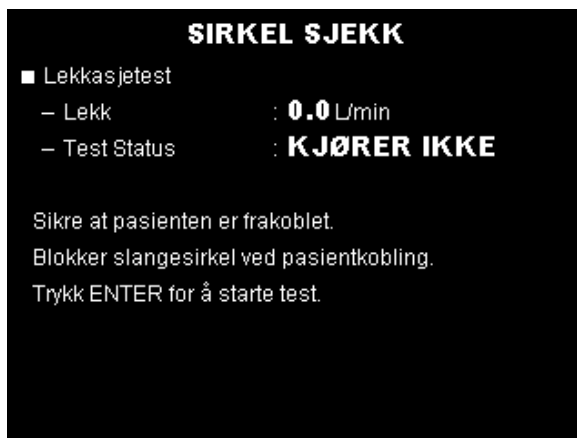 SIRKEL SJEKK
■ Lekkasjetest
– Lekk : 0.0 L/min
– Test Status : KJØRER IKKE
Sikre at pasienten er frakoblet.
Blokker slangesirkel ved pasientkobling.
Trykk ENTER for å starte test.